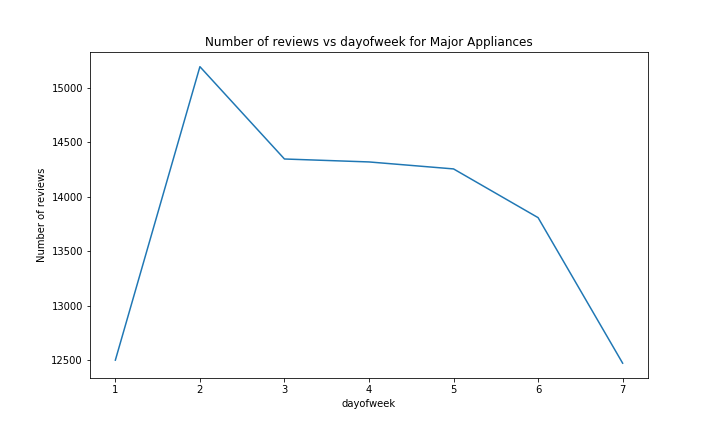 Number of reviews vs dayofweek for Major Appliances
Number of reviews
15000
14500
14000
13500
13000
12500
1 2 3 4 5 6 7
dayofweek